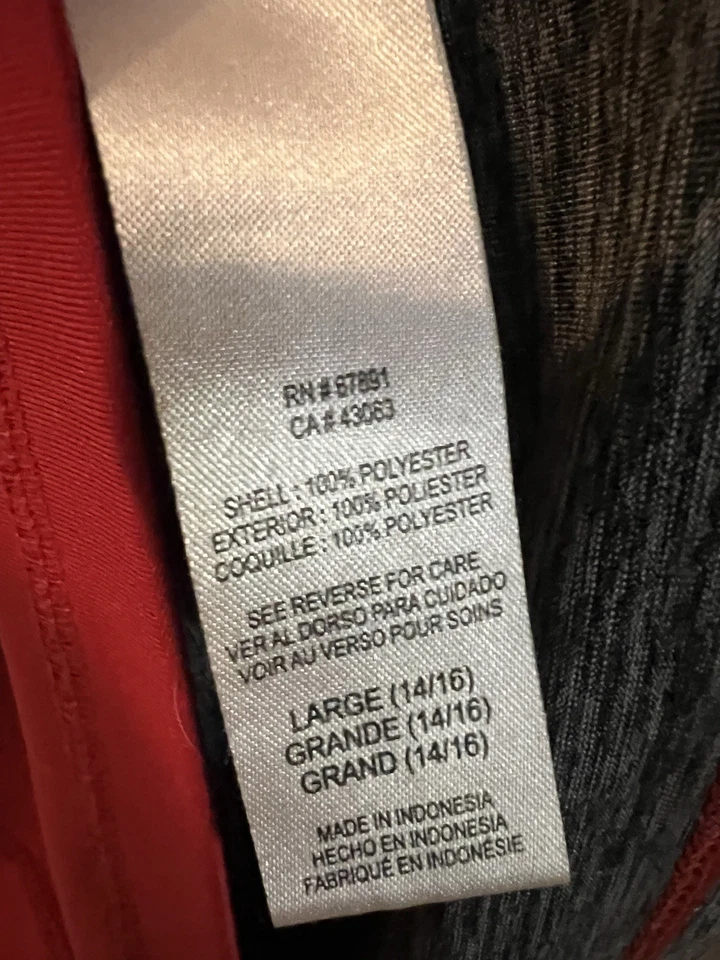 RN # 67891
CA # 43063
SHELL : 100% POLYESTER
EXTERIOR : 100% POLIESTER
COQUILLE : 100% POLYESTER
SEE REVERSE FOR CARE
VER AL DORSO PARA CUIDADO
VOIR AU VERSO POUR SOINS
LARGE (14/16)
GRANDE (14/16)
GRAND (14/16)
MADE IN INDONESIA
HECHO EN INDONESIA
FABRIQUÉ EN INDONÉSIE